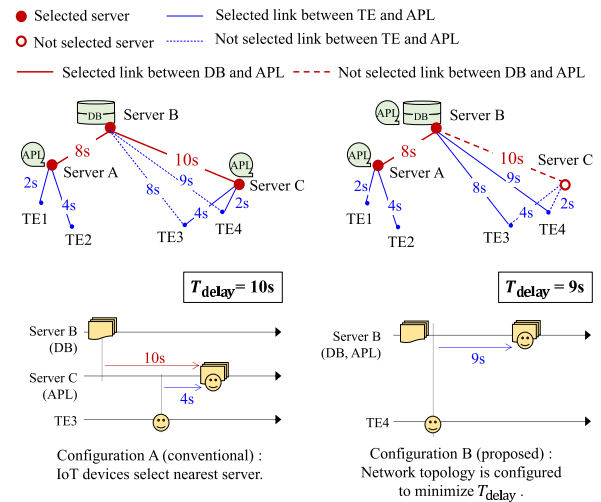 Selected server
Selected link between TE and APL
Not selected server
Not selected link between TE and APL
Selected link between DB and APL
Not selected link between DB and APL
DB
Server B
APL
8s
Server A
10s
9s
APL
2s
4s
8s
4s
2s
Server C
TE1
TE2
TE3
TE4
APL
DB
Server B
APL
8s
Server A
10s
Server C
9s
2s
4s
8s
4s
2s
TE1
TE2
TE3
TE4
Tdelay = 10s
Server B
(DB)
10s
Server C
(APL)
4s
TE3
Configuration A (conventional) :
IoT devices select nearest server.
Tdelay = 9s
Server B
(DB, APL)
9s
TE4
Configuration B (proposed) :
Network topology is configured
to minimize Tdelay .